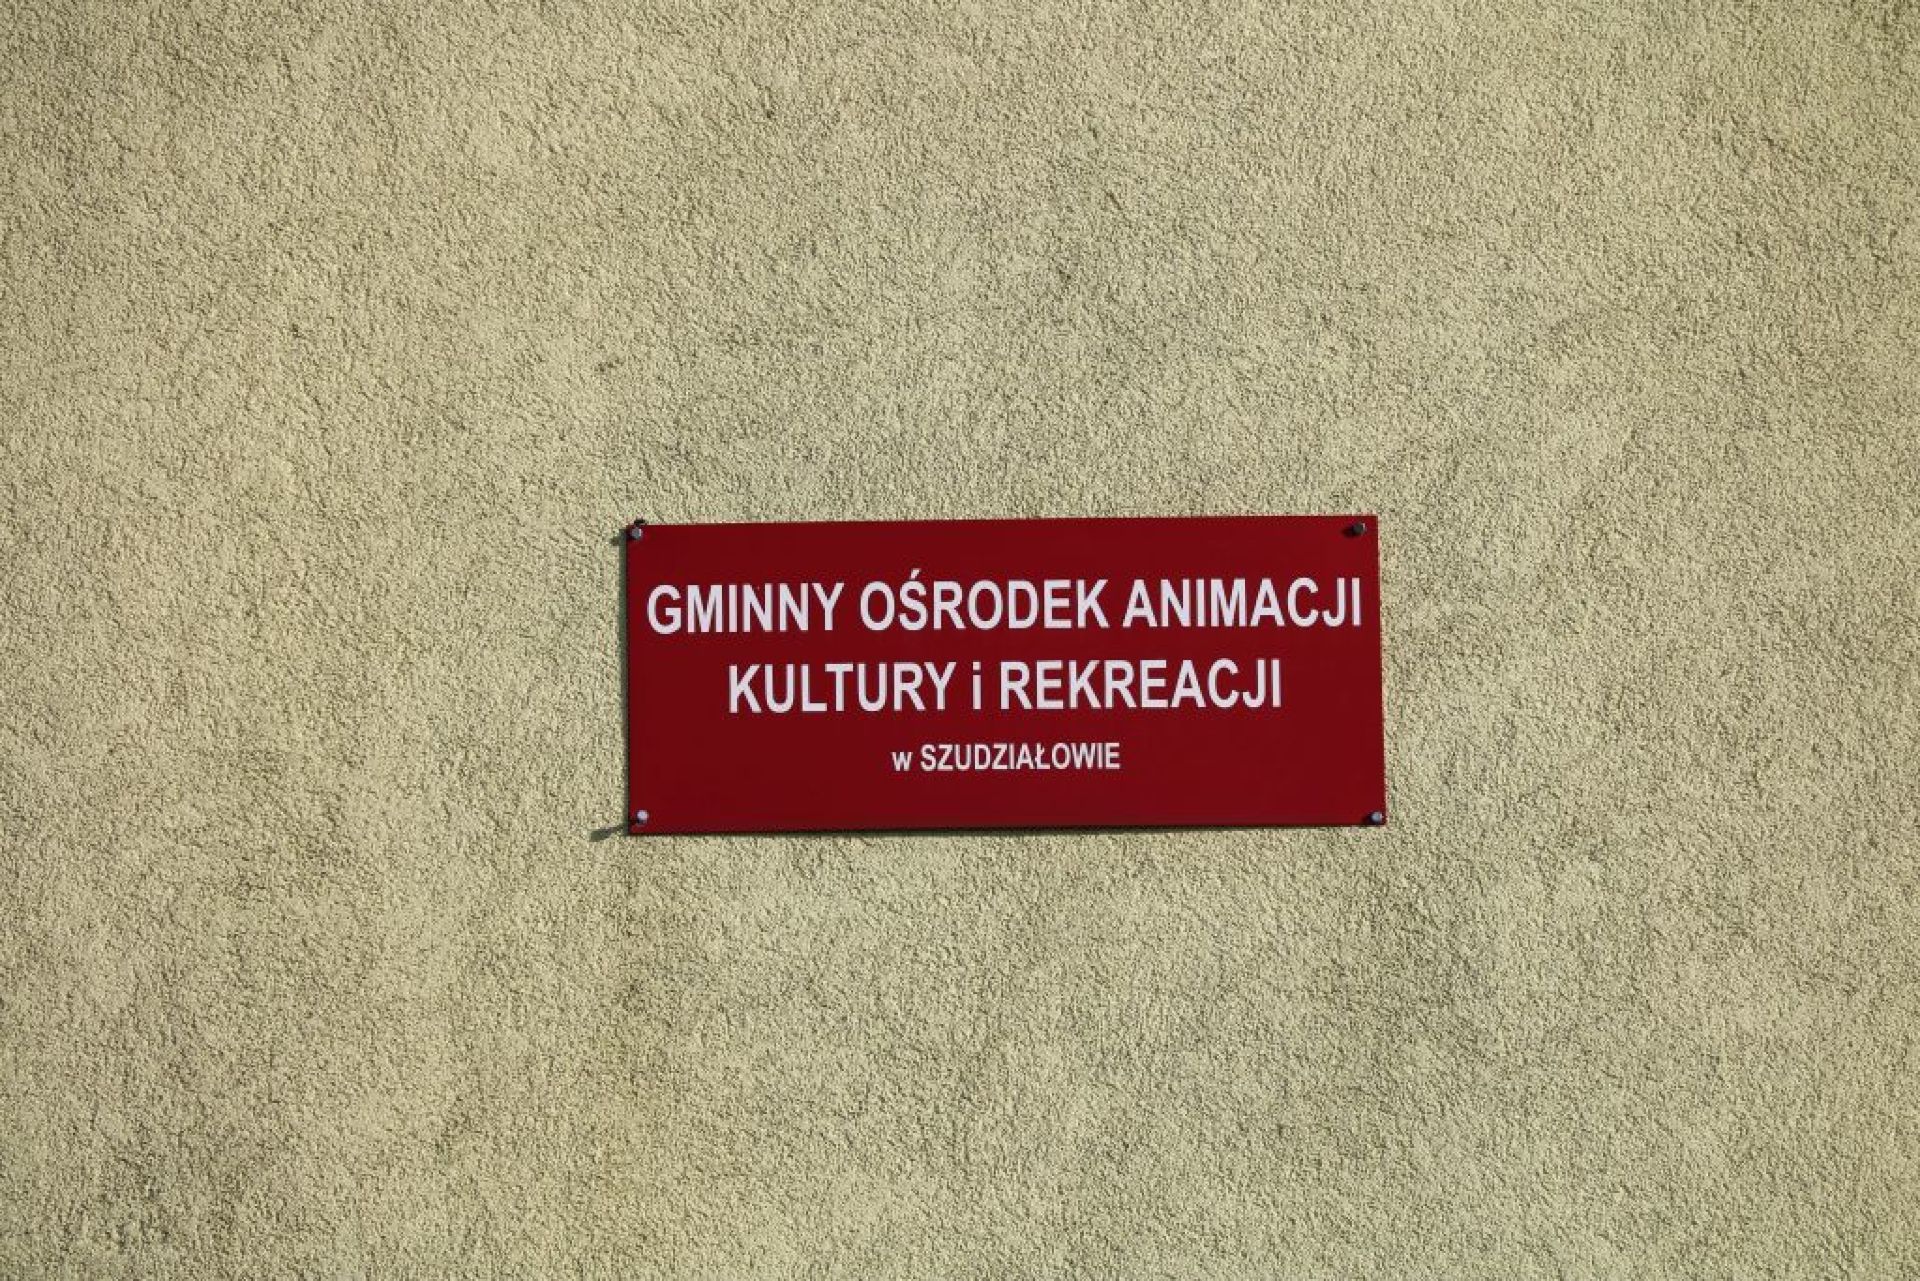 GMINNY OŚRODEK ANIMACJI
KULTURY i REKREACJI
w SZUDZIAŁOWIE